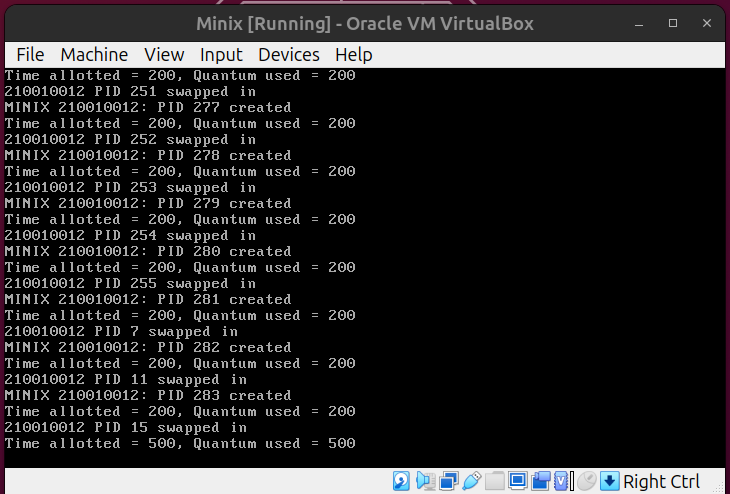 Minix [Running] - Oracle VM VirtualBox
File Machine View Input Devices Help
Time allotted = 200, Quantum used = 200
210010012 PID 251 swapped in
MINIX 210010012: PID 277 created
Time allotted = 200, Quantum used = 200
210010012 PID 252 swapped in
MINIX 210010012: PID 278 created
Time allotted = 200, Quantum used = 200
210010012 PID 253 swapped in
MINIX 210010012: PID 279 created
Time allotted = 200, Quantum used = 200
210010012 PID 254 swapped in
MINIX 210010012: PID 280 created
Time allotted = 200, Quantum used = 200
210010012 PID 255 swapped in
MINIX 210010012: PID 281 created
Time allotted = 200, Quantum used = 200
210010012 PID 7 swapped in
MINIX 210010012: PID 282 created
Time allotted = 200, Quantum used = 200
210010012 PID 11 swapped in
MINIX 210010012: PID 283 created
Time allotted = 200, Quantum used = 200
210010012 PID 15 swapped in
Time allotted = 500, Quantum used = 500
Right Ctrl